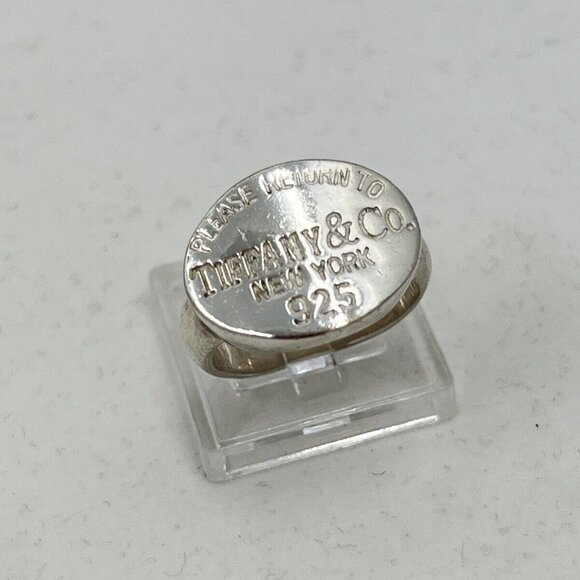 PLEASE RETURN TO
TIFFANY & Co.
NEW YORK
925